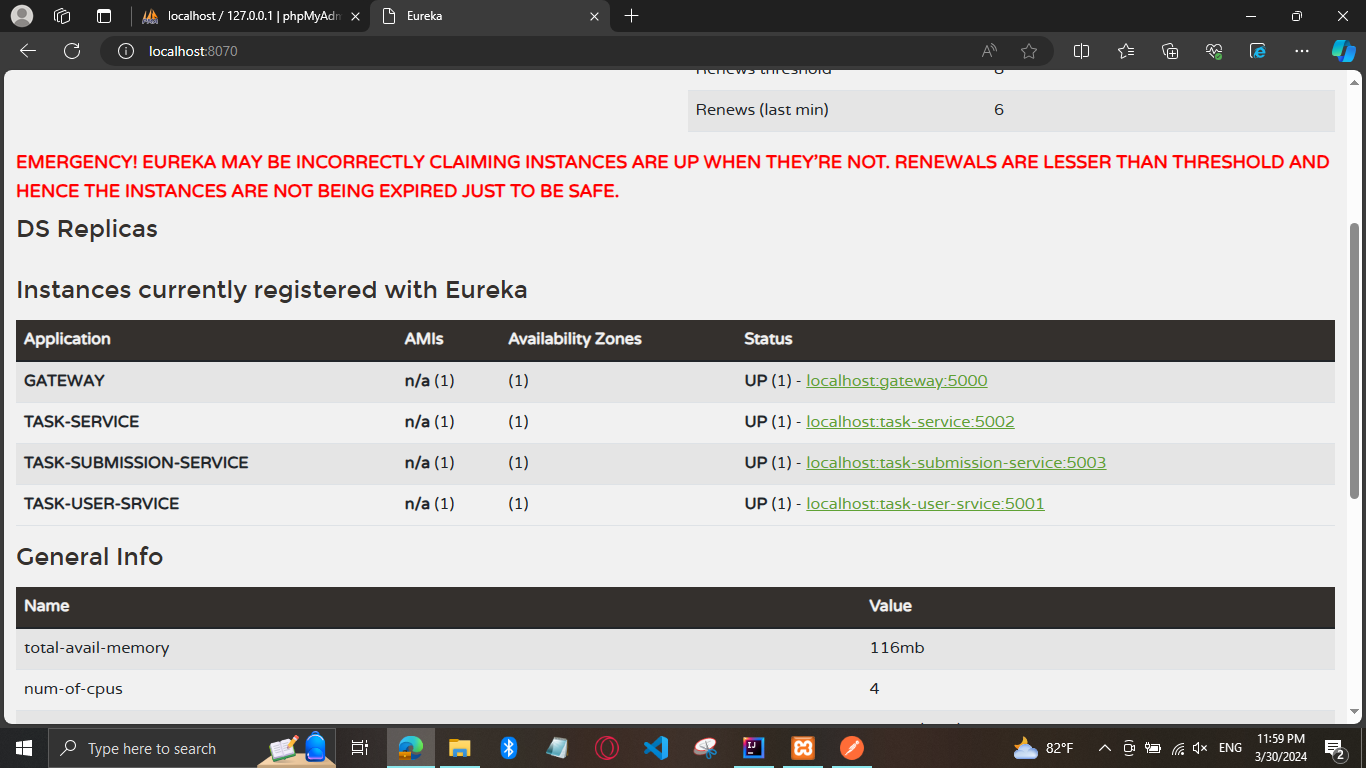 localhost / 127.0.0.1 | phpMyAdm
Eureka
localhost:8070
Renews threshold 8
Renews (last min) 6
EMERGENCY! EUREKA MAY BE INCORRECTLY CLAIMING INSTANCES ARE UP WHEN THEY'RE NOT. RENEWALS ARE LESSER THAN THRESHOLD AND
HENCE THE INSTANCES ARE NOT BEING EXPIRED JUST TO BE SAFE.
DS Replicas
Instances currently registered with Eureka
Application AMIs Availability Zones Status
GATEWAY n/a (1) (1) UP (1) - localhost:gateway:5000
TASK-SERVICE n/a (1) (1) UP (1) - localhost:task-service:5002
TASK-SUBMISSION-SERVICE n/a (1) (1) UP (1) - localhost:task-submission-service:5003
TASK-USER-SRVICE n/a (1) (1) UP (1) - localhost:task-user-srvice:5001
General Info
Name Value
total-avail-memory 116mb
num-of-cpus 4
Type here to search
82°F
ENG
11:59 PM
3/30/2024
2